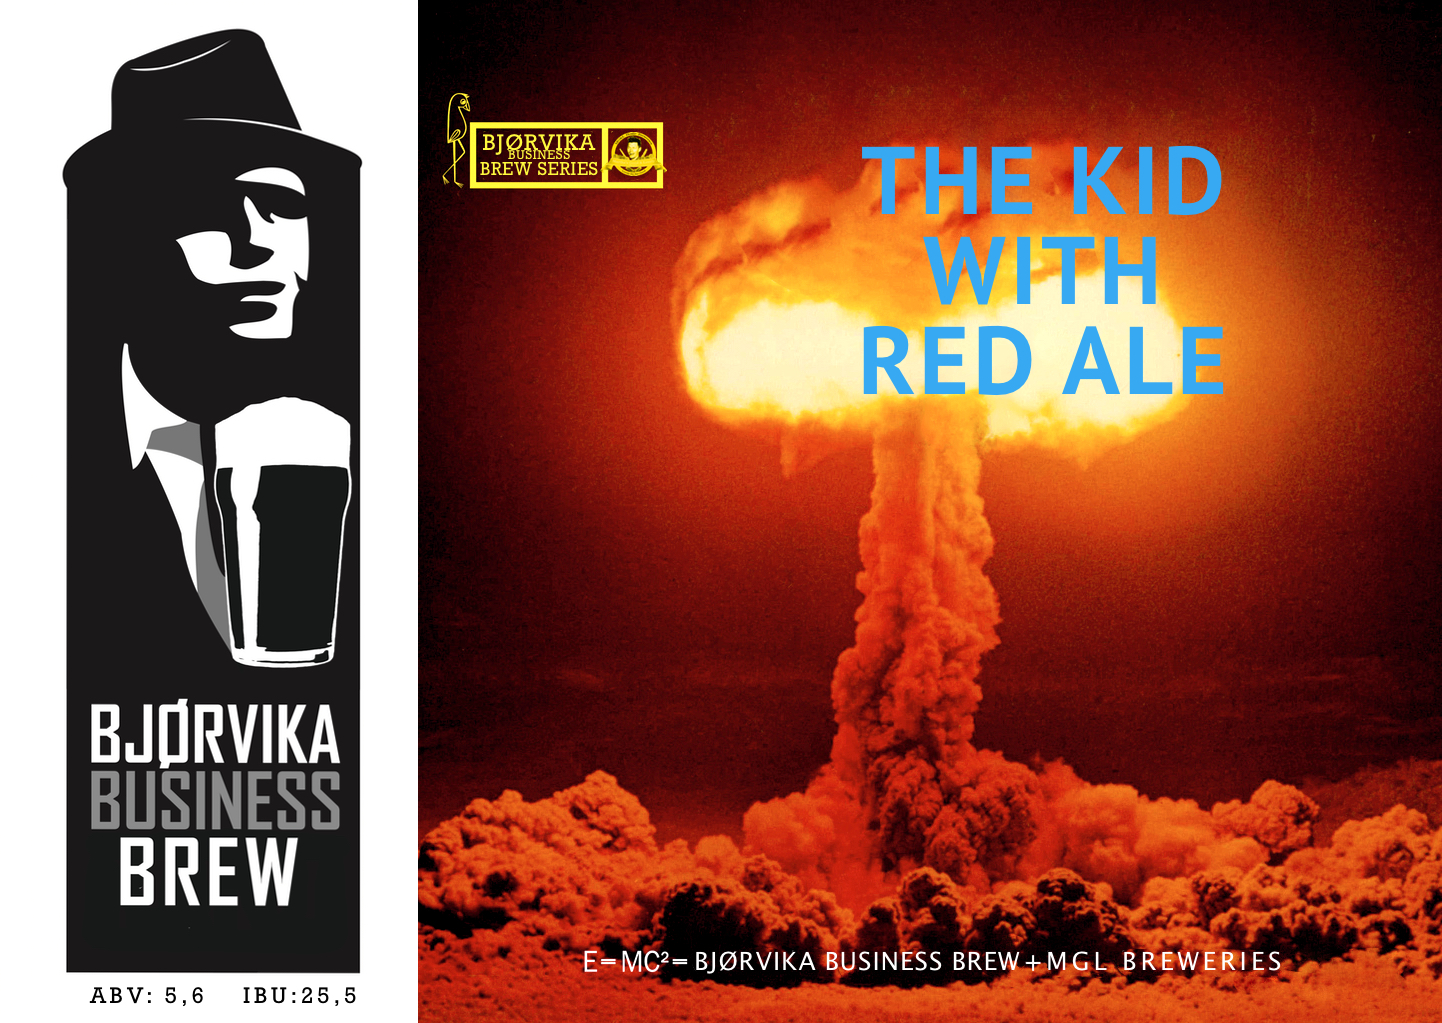 BJØRVIKA
BUSINESS
BREW
ABV: 5,6 IBU:25,5
BJØRVIKA
BUSINESS
BREW SERIES
THE KID
WITH
RED ALE
E=MC²=BJØRVIKA BUSINESS BREW+MGL BREWERIES